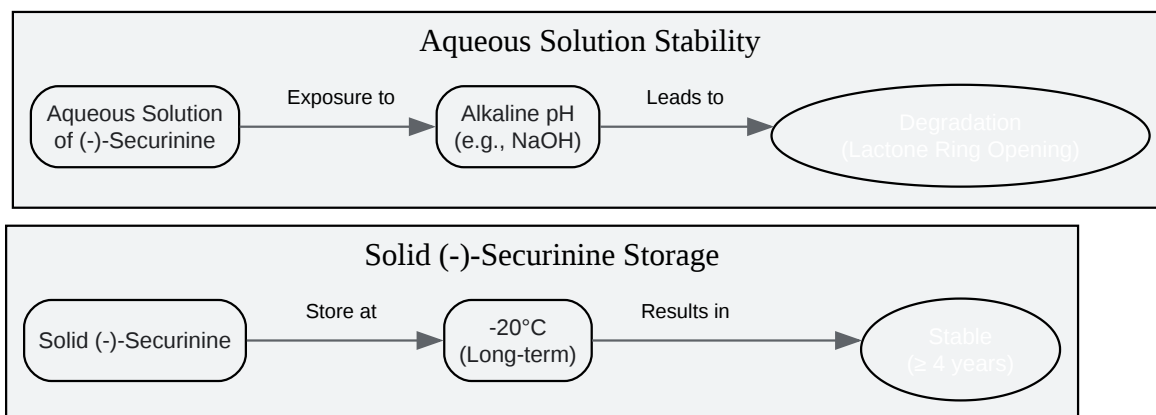 Aqueous Solution Stability
Aqueous Solution
of (-)-Securinine
Exposure to
Alkaline pH
(e.g., NaOH)
Leads to
Degradation
(Lactone Ring Opening)
Solid (-)-Securinine Storage
Solid (-)-Securinine
Store at
-20°C
(Long-term)
Results in
Stable
(≥ 4 years)